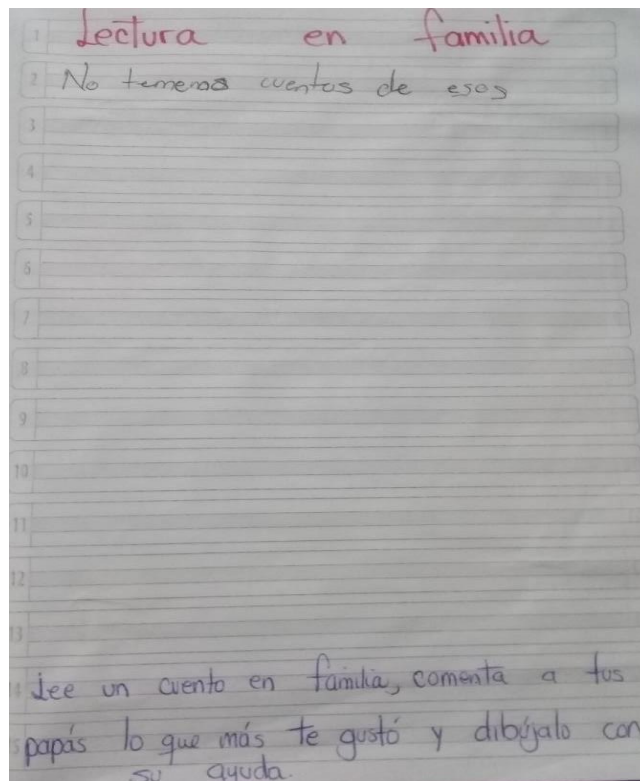 Lectura en familia
No tenemos cuentos de esos
Lee un cuento en familia, comenta a tus
papás lo que más te gustó y dibújalo con
su ayuda.